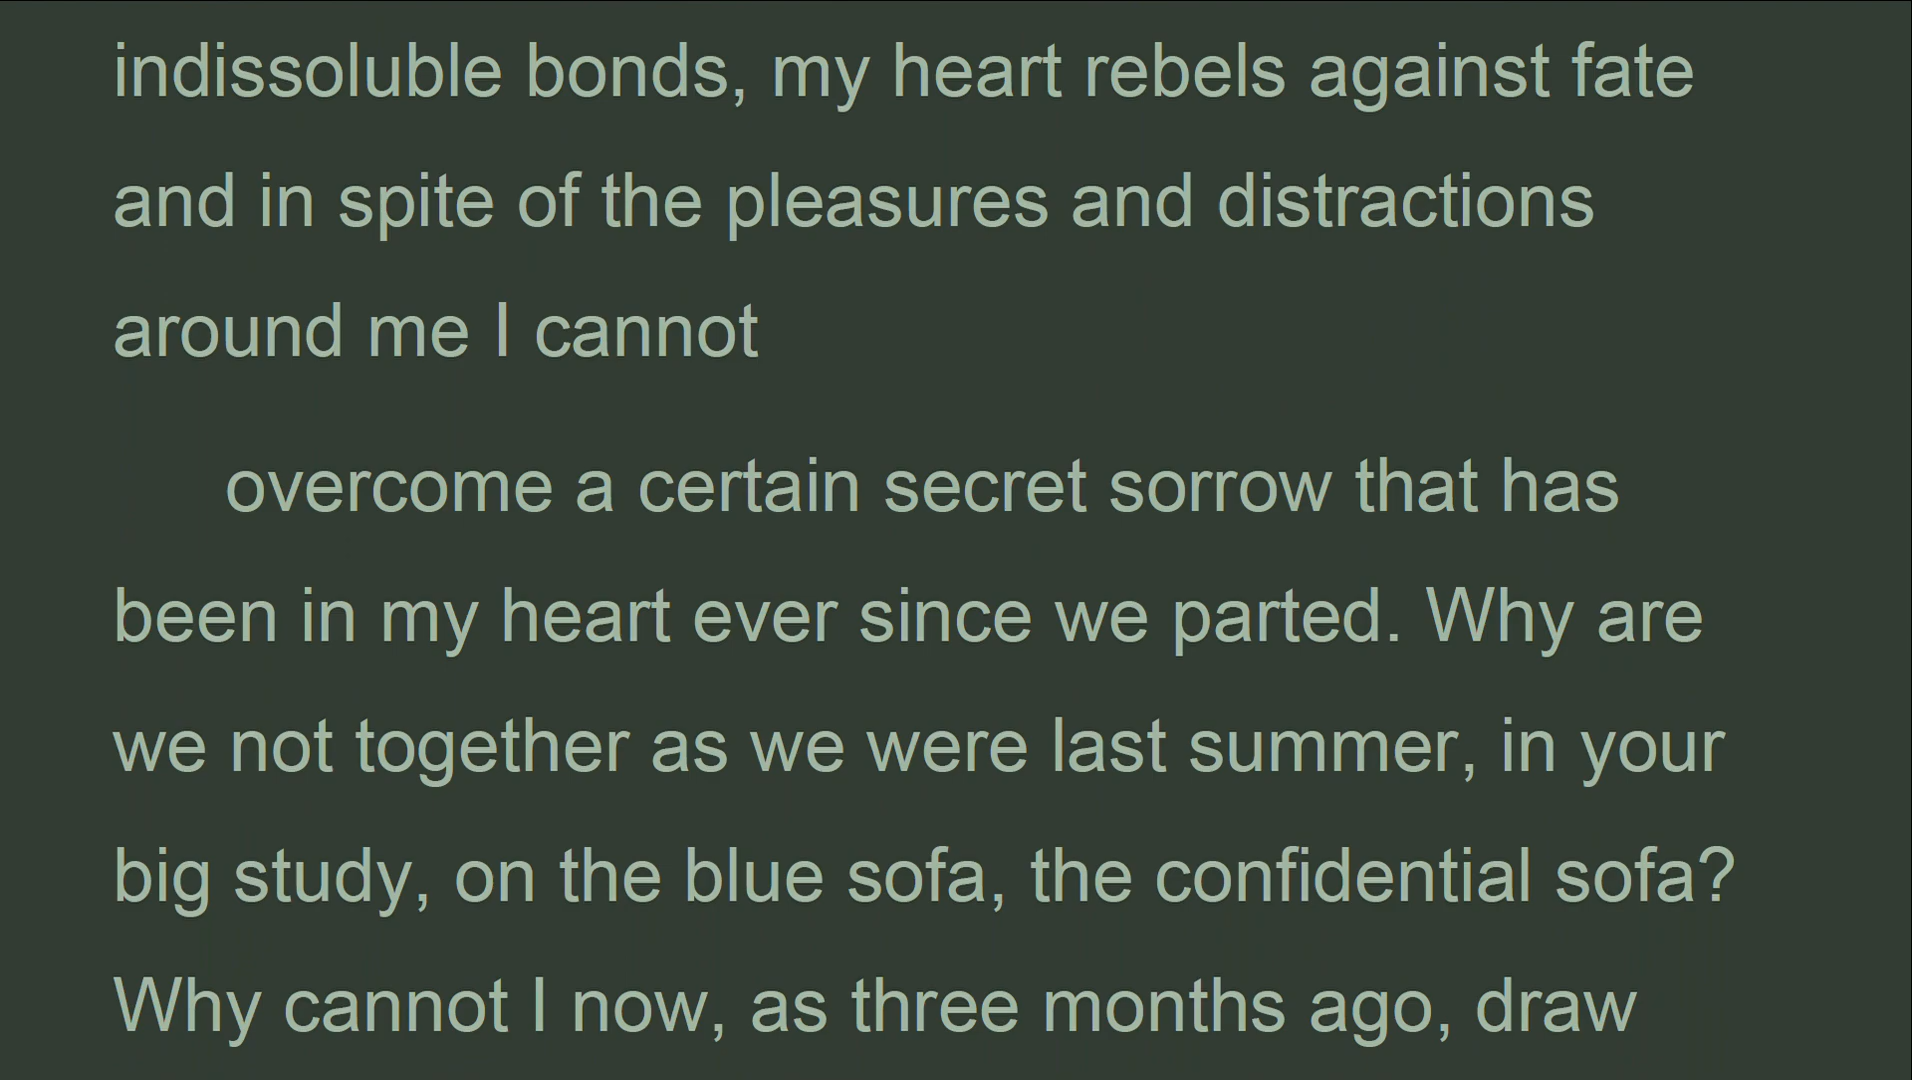 indissoluble bonds, my heart rebels against fate
and in spite of the pleasures and distractions
around me I cannot
overcome a certain secret sorrow that has
been in my heart ever since we parted. Why are
we not together as we were last summer, in your
big study, on the blue sofa, the confidential sofa?
Why cannot I now, as three months ago, draw